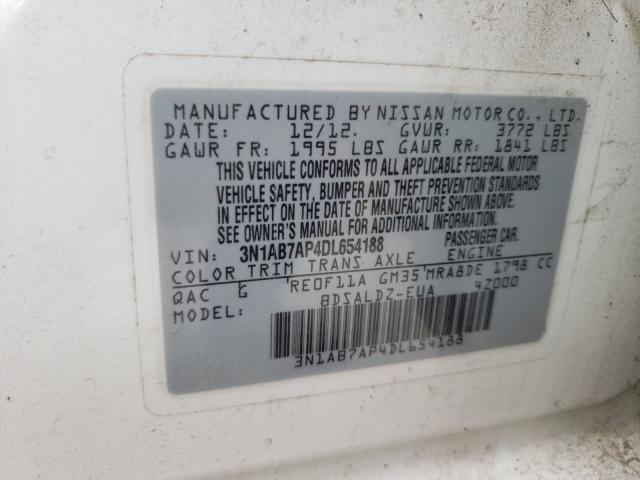 MANUFACTURED BY NISSAN MOTOR CO., LTD.
DATE: 12/12. GVWR: 3772 LBS
GAWR FR: 1995 LBS GAWR RR: 1841 LBS
THIS VEHICLE CONFORMS TO ALL APPLICABLE FEDERAL MOTOR
VEHICLE SAFETY, BUMPER AND THEFT PREVENTION STANDARDS
IN EFFECT ON THE DATE OF MANUFACTURE SHOWN ABOVE.
SEE OWNER'S MANUAL FOR ADDITIONAL INFORMATION.
VIN: 3N1AB7AP4DL654188 PASSENGER CAR.
COLOR TRIM TRANS AXLE ENGINE
QAC G RE0F11A GM35 MRA8DE 1798 CC
MODEL: BDSALDZ-EUA 4Z000
3N1AB7AP4DL654188